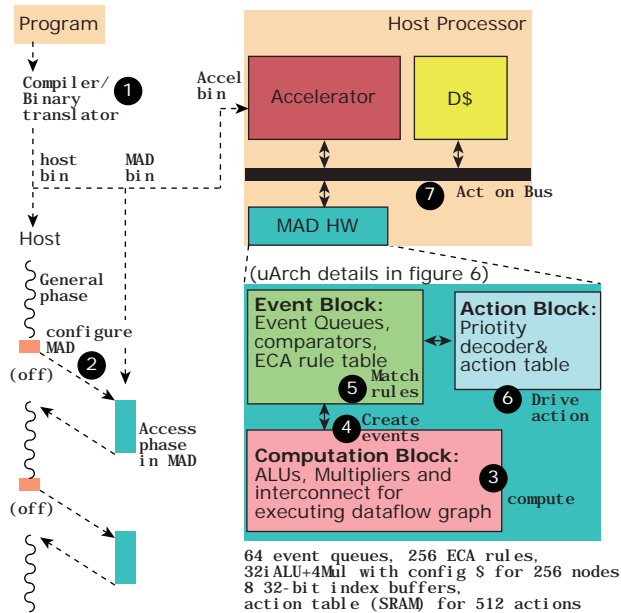 Program
Host Processor
1
Compiler/
Binary
translator
Accel
bin
Accelerator
D$
host
bin
MAD
bin
7
Act on Bus
Host
MAD HW
General
phase
(uArch details in figure 6)
configure
MAD
2
(off)
Event Block:
Event Queues,
comparators,
ECA rule table
5
Match
rules
Action Block:
Priotity
decoder&
action table
6
Drive
action
4
Create
events
Access
phase
in MAD
Computation Block:
ALUs, Multipliers and
interconnect for
executing dataflow graph
3
compute
(off)
64 event queues, 256 ECA rules,
32iALU+4Mul with config $ for 256 nodes
8 32-bit index buffers,
action table (SRAM) for 512 actions